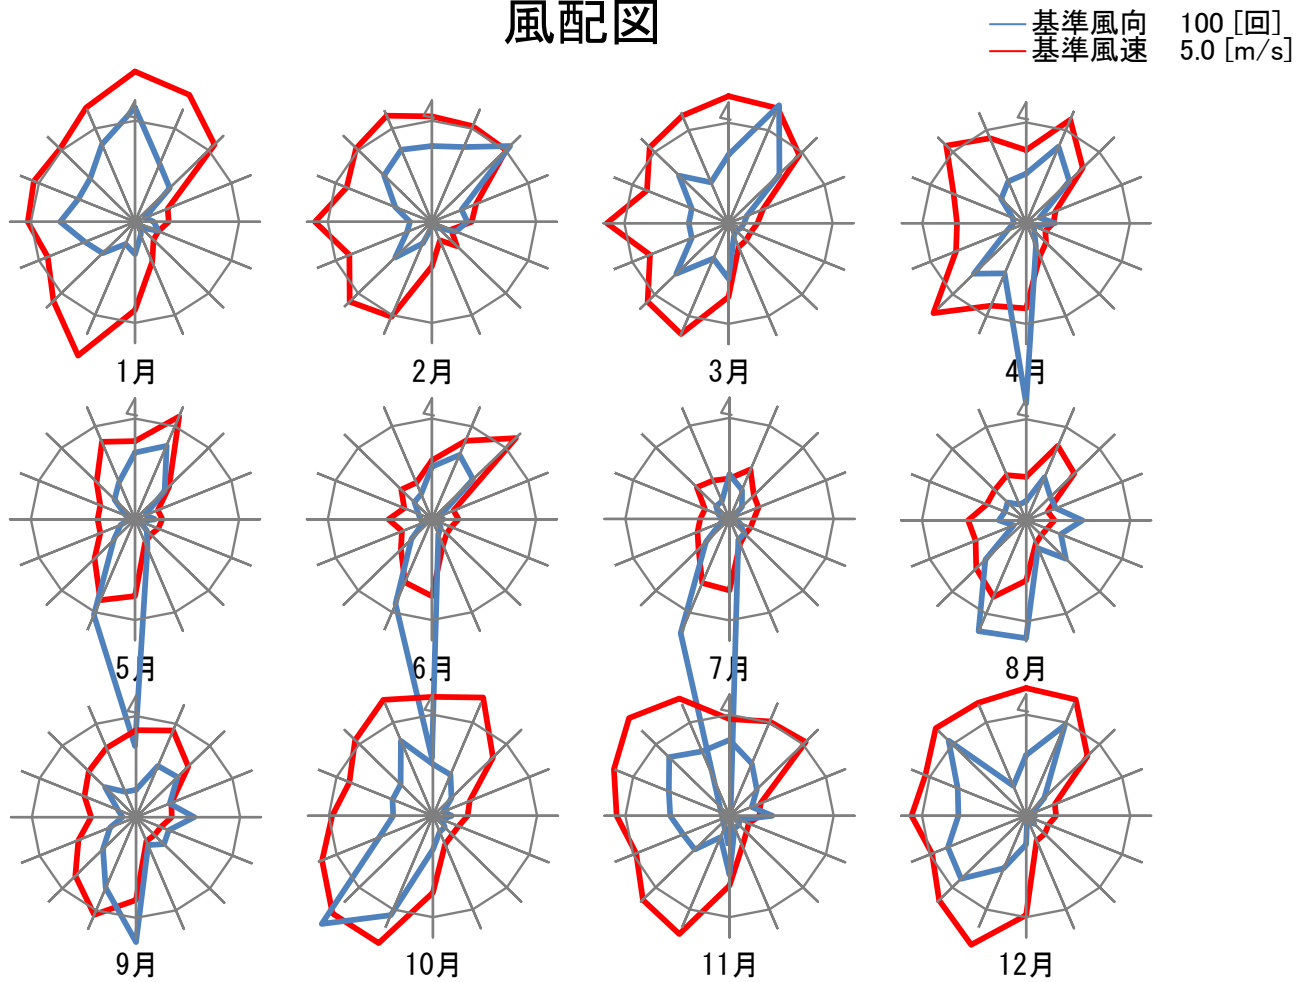 風配図
基準風向 100 [回]
基準風速 5.0 [m/s]
1月
2月
3月
4月
5月
6月
7月
8月
9月
10月
11月
12月